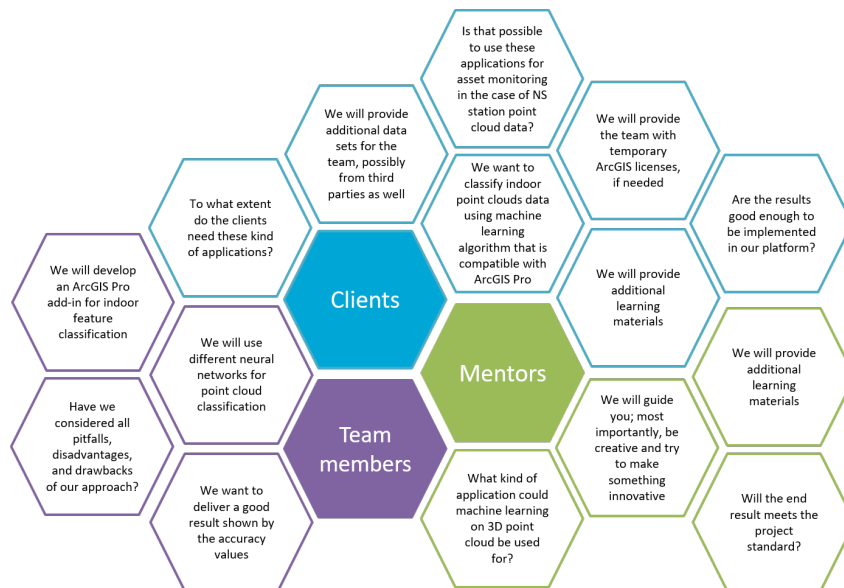 Is that possible
to use these
applications for
asset monitoring
in the case of NS
station point
cloud data?
We will provide
additional data
sets for the
team, possibly
from third
parties as well
We will provide
the team with
temporary
ArcGIS licenses,
if needed
To what extent
do the clients
need these kind
of applications?
We want to
classify indoor
point clouds data
using machine
learning
algorithm that is
compatible with
ArcGIS Pro
Are the results
good enough to
be implemented
in our platform?
We will develop
an ArcGIS Pro
add-in for indoor
feature
classification
Clients
We will provide
additional
learning
materials
We will use
different neural
networks for
point cloud
classification
Mentors
We will provide
additional
learning
materials
Have we
considered all
pitfalls,
disadvantages,
and drawbacks
of our approach?
Team
members
We will guide
you; most
importantly, be
creative and try
to make
something
innovative
We want to
deliver a good
result shown by
the accuracy
values
What kind of
application could
machine learning
on 3D point
cloud be used
for?
Will the end
result meets the
project
standard?